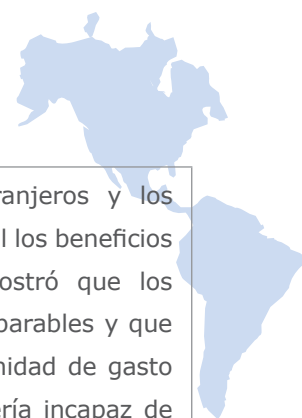 ranjeros y los
l los beneficios
ostró que los
parables y que
nidad de gasto
ería incapaz de